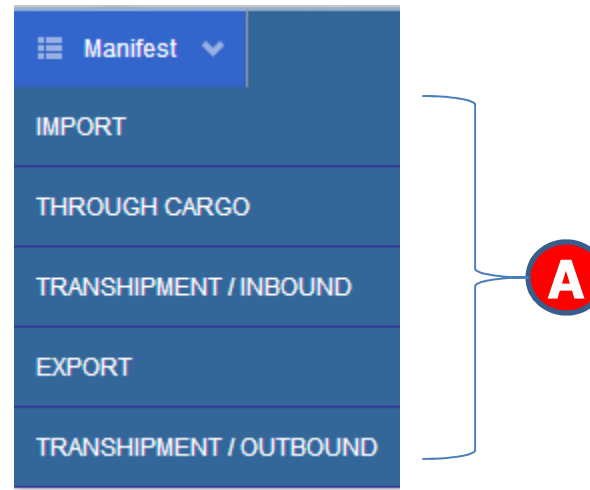 Manifest
IMPORT
THROUGH CARGO
TRANSHIPMENT / INBOUND
EXPORT
TRANSHIPMENT / OUTBOUND
A